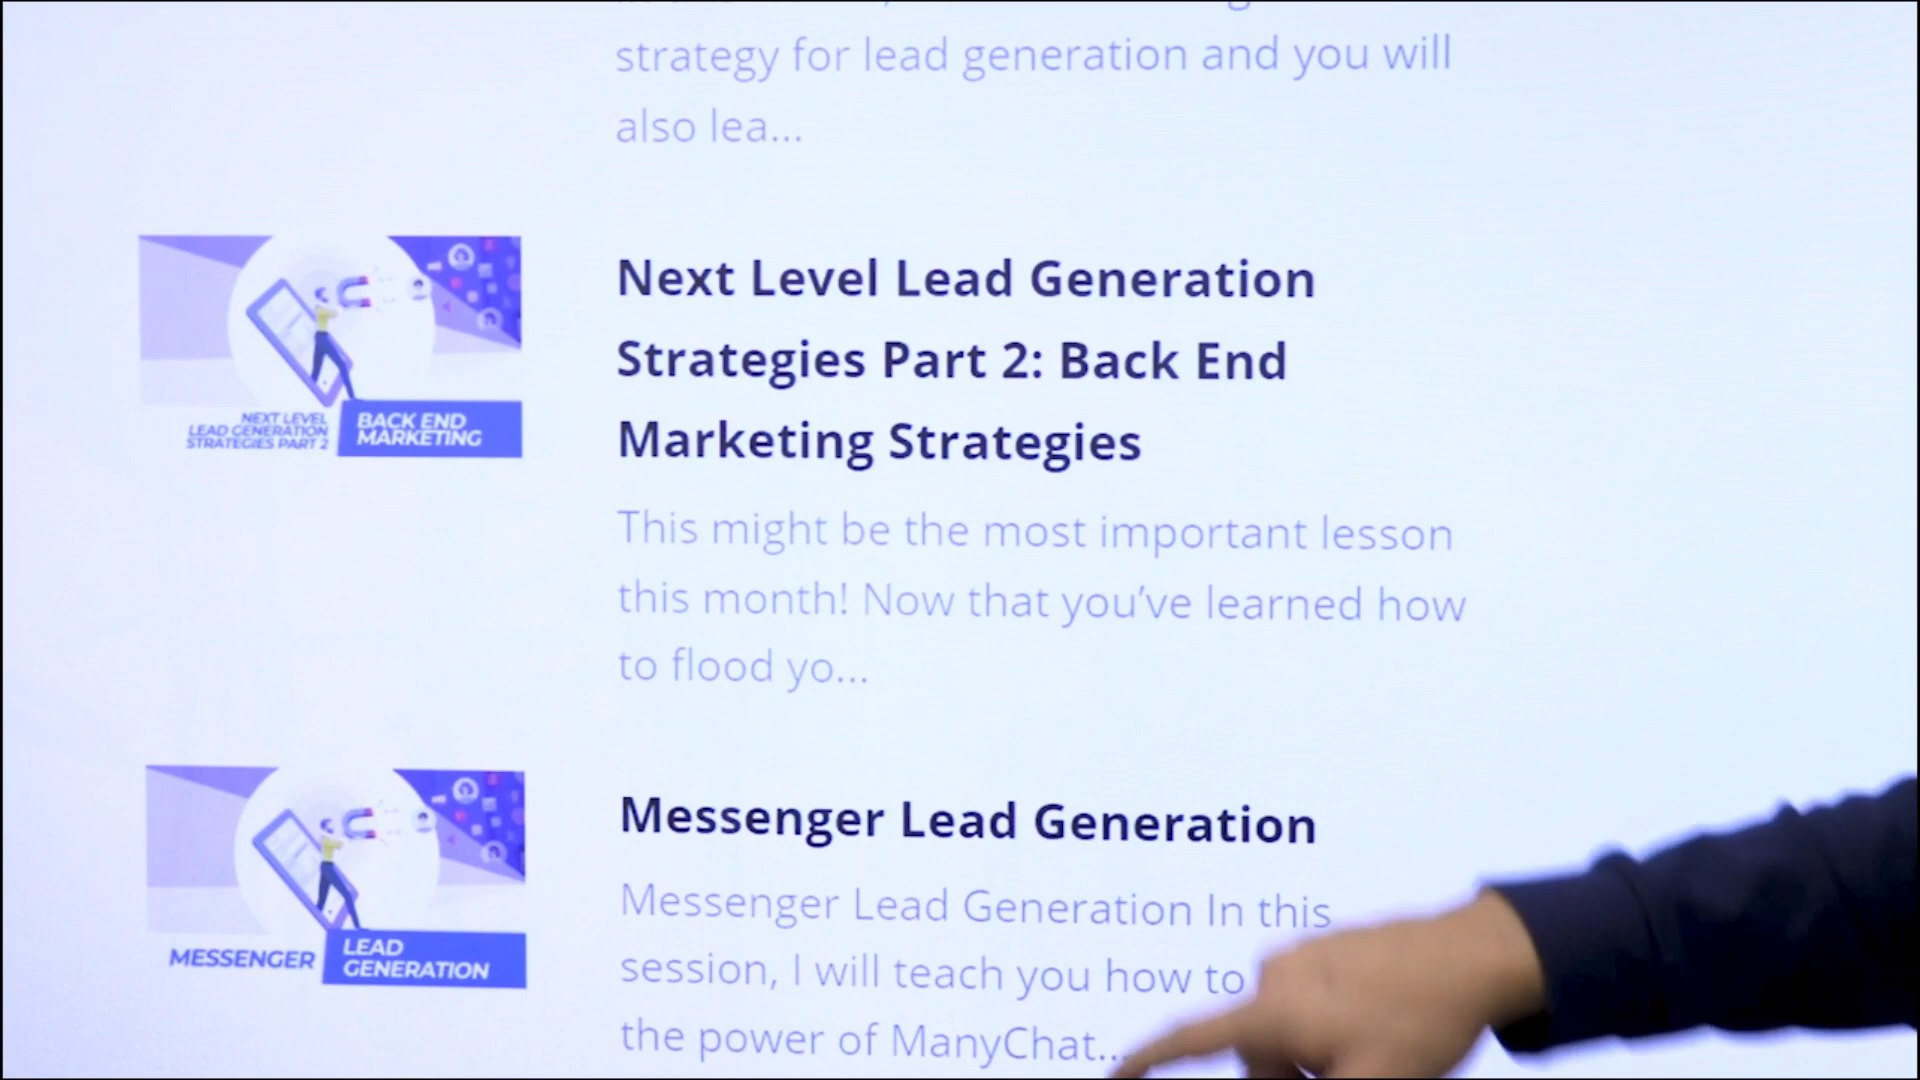 strategy for lead generation and you will
also lea...
NEXT LEVEL
LEAD GENERATION
STRATEGIES PART 2
BACK END
MARKETING
Next Level Lead Generation
Strategies Part 2: Back End
Marketing Strategies
This might be the most important lesson
this month! Now that you’ve learned how
to flood yo...
MESSENGER
LEAD
GENERATION
Messenger Lead Generation
Messenger Lead Generation In this
session, I will teach you how to
the power of ManyChat...